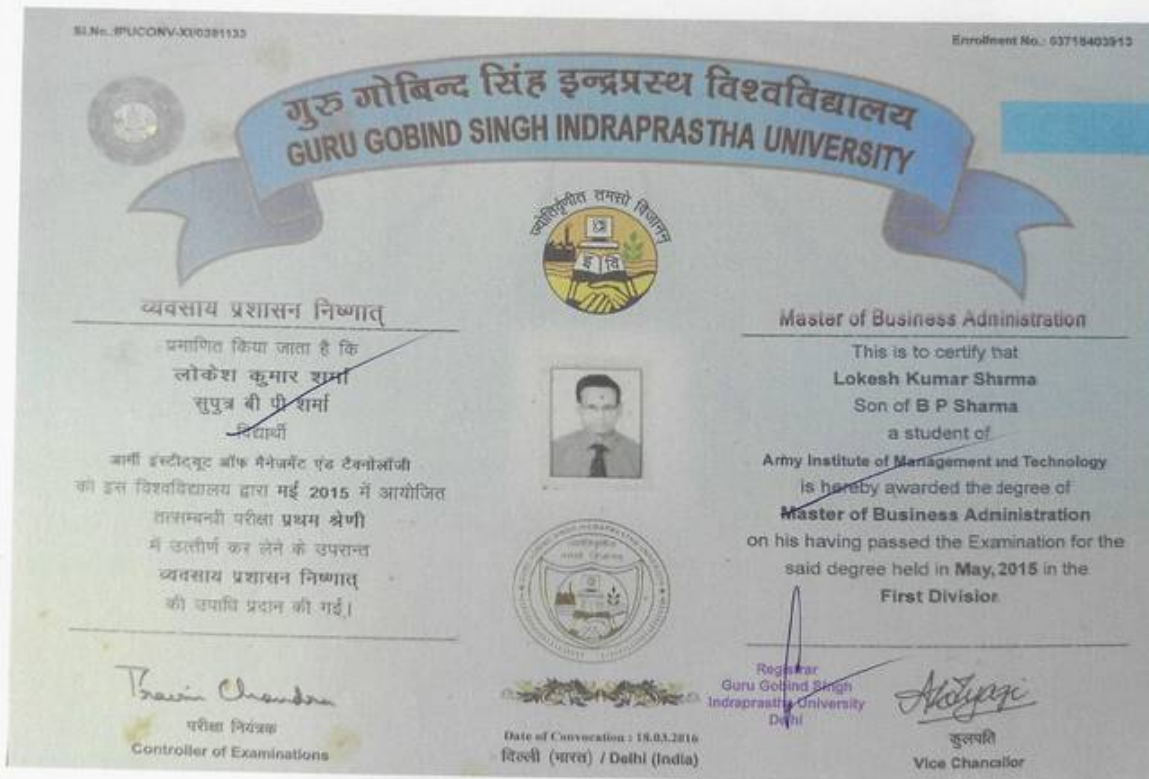 Sl.No.:IPUCONV-XI/0391133
Enrollment No.: 03718403913
गुरु गोबिन्द सिंह इन्द्रप्रस्थ विश्वविद्यालय
GURU GOBIND SINGH INDRAPRASTHA UNIVERSITY
व्यवसाय प्रशासन निष्णात्
प्रमाणित किया जाता है कि
लोकेश कुमार शर्मा
सुपुत्र बी पी शर्मा
विद्यार्थी
आर्मी इंस्टीट्यूट ऑफ मैनेजमेंट एंड टैक्नोलॉजी
को इस विश्वविद्यालय द्वारा मई 2015 में आयोजित
तत्सम्बन्धी परीक्षा प्रथम श्रेणी
में उत्तीर्ण कर लेने के उपरान्त
व्यवसाय प्रशासन निष्णात्
की उपाधि प्रदान की गई।
परीक्षा नियंत्रक
Controller of Examinations
इ वि
Date of Convocation : 18.03.2016
दिल्ली (भारत) / Delhi (India)
Master of Business Administration
This is to certify that
Lokesh Kumar Sharma
Son of B P Sharma
a student of
Army Institute of Management and Technology
is hereby awarded the degree of
Master of Business Administration
on his having passed the Examination for the
said degree held in May, 2015 in the
First Division
Registrar
Guru Gobind Singh
Indraprastha University
Delhi
कुलपति
Vice Chancellor